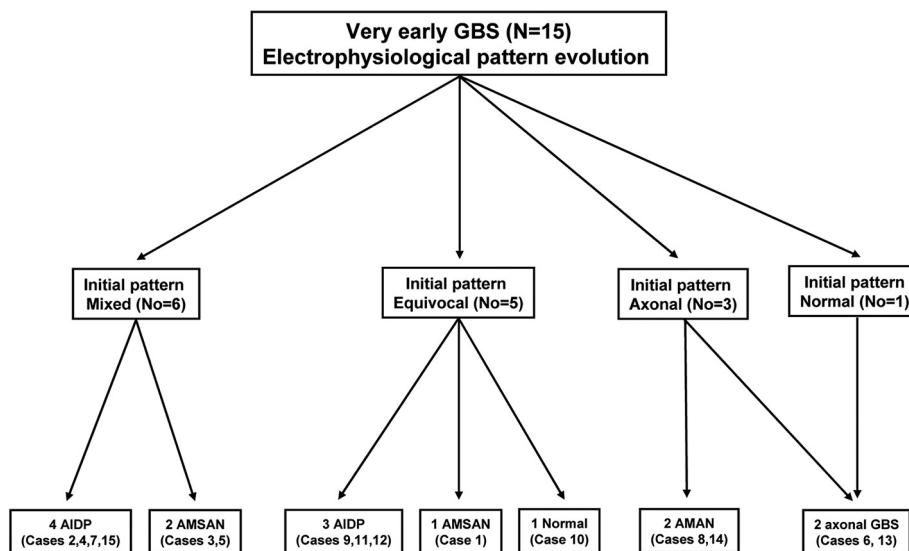 Very early GBS (N=15)
Electrophysiological pattern evolution
Initial pattern
Mixed (No=6)
Initial pattern
Equivocal (No=5)
Initial pattern
Axonal (No=3)
Initial pattern
Normal (No=1)
4 AIDP
(Cases 2,4,7,15)
2 AMSAN
(Cases 3,5)
3 AIDP
(Cases 9,11,12)
1 AMSAN
(Case 1)
1 Normal
(Case 10)
2 AMAN
(Cases 8,14)
2 axonal GBS
(Cases 6, 13)